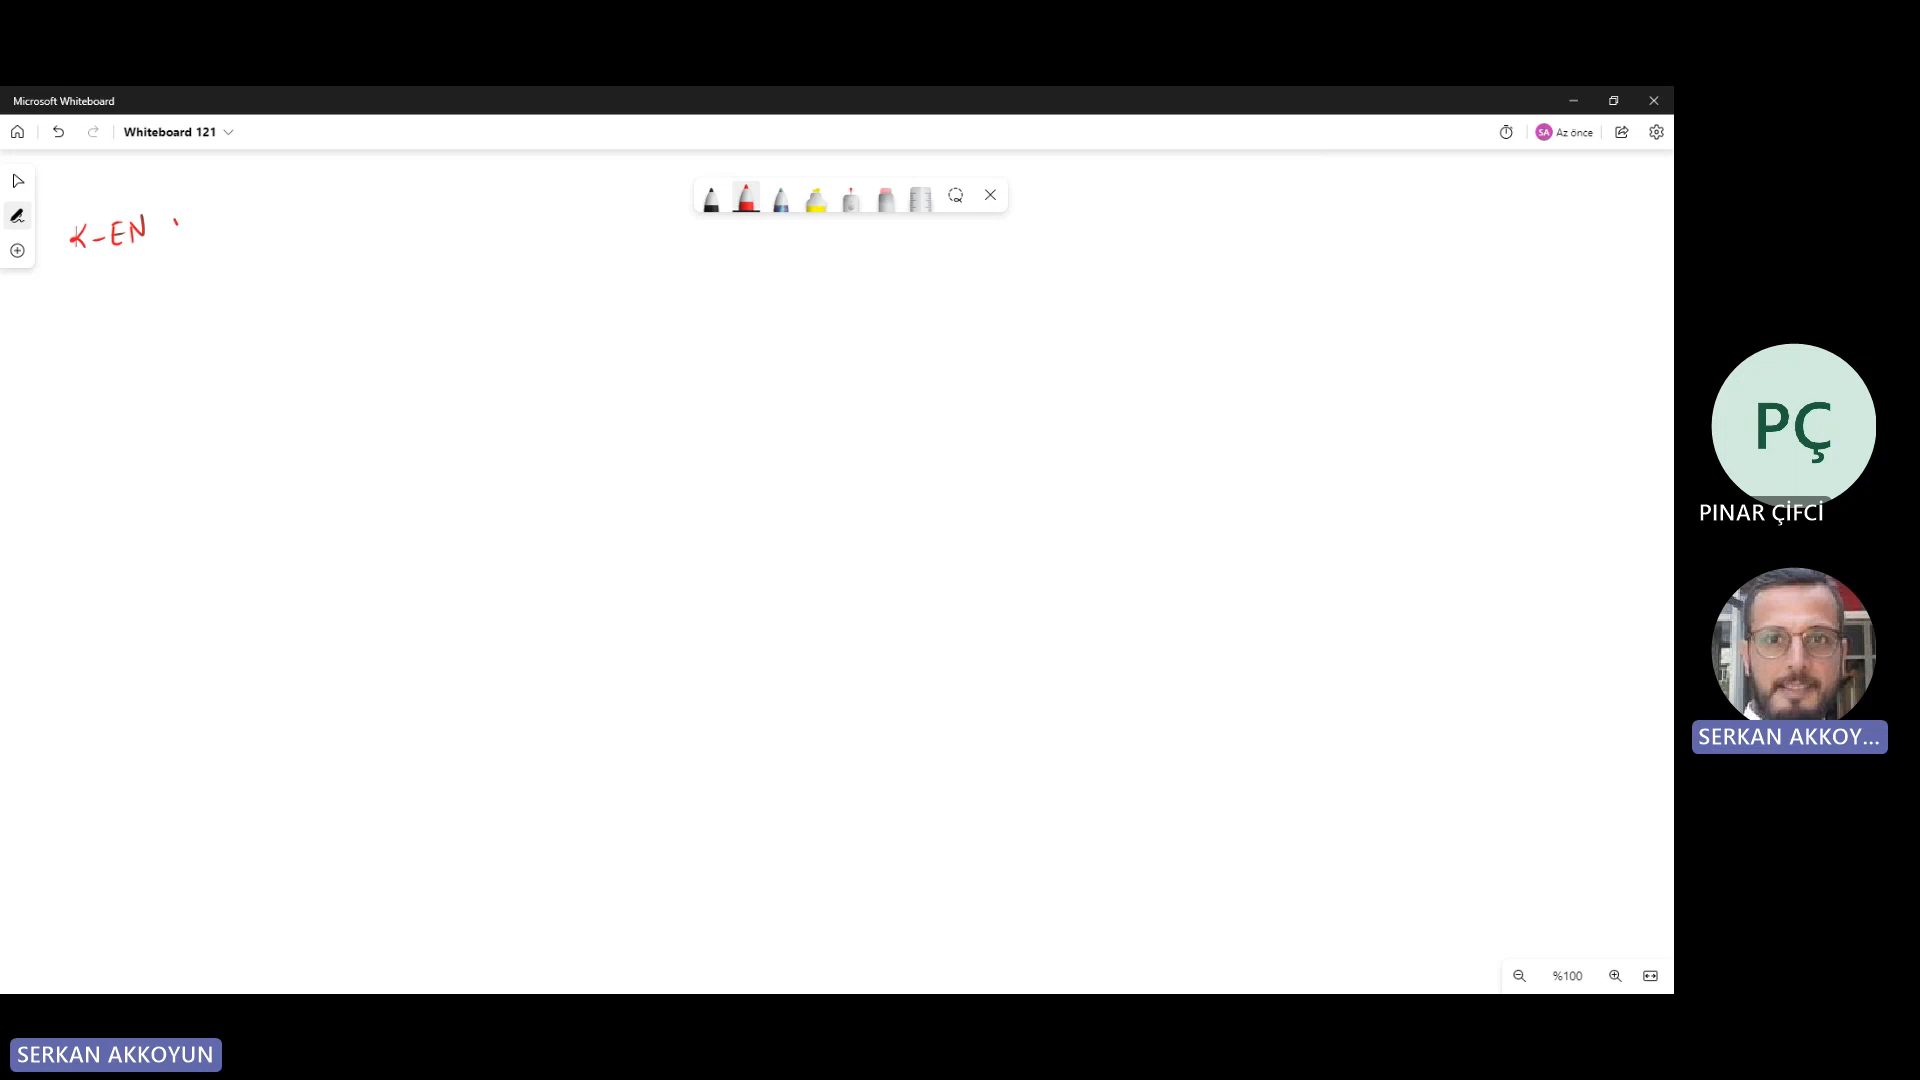 Microsoft Whiteboard
Whiteboard 121
SA Az önce
K-EN
PÇ
PINAR ÇİFCİ
SERKAN AKKOY...
%100
SERKAN AKKOYUN